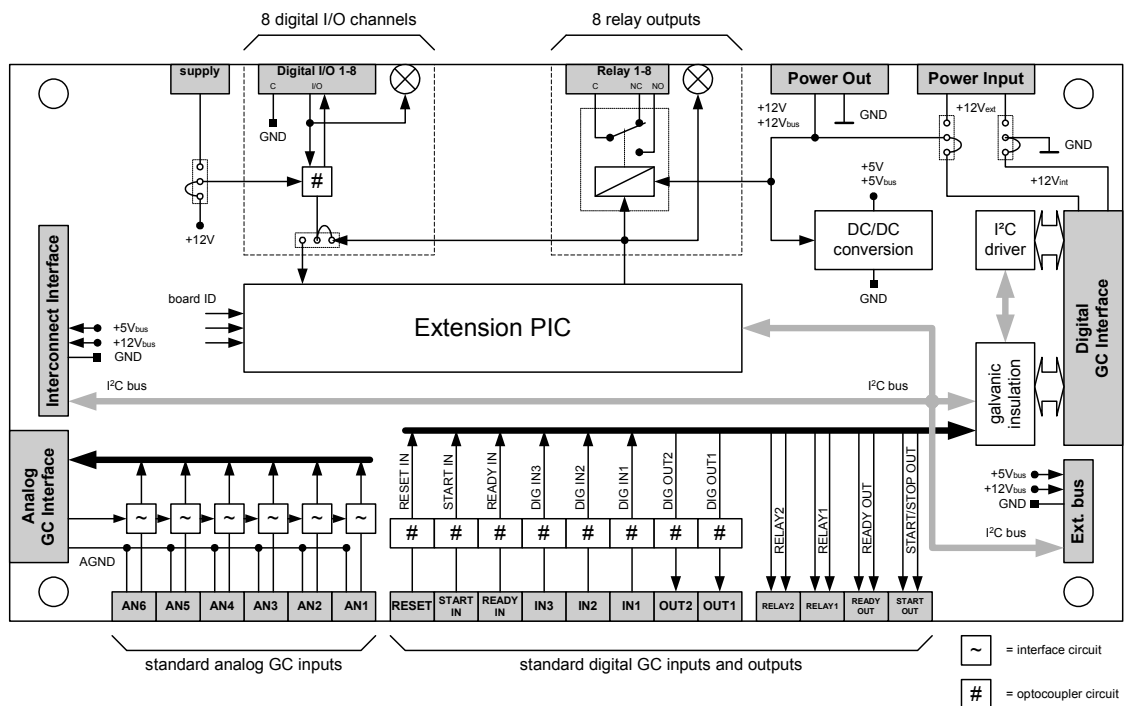 8 digital I/O channels
8 relay outputs
supply
Digital I/O 1-8
C I/O
Relay 1-8
C NC NO
Power Out
Power Input
GND
+12V
+12Vbus
GND
+12Vext
GND
+5V
+5Vbus
+12Vint
#
+12V
DC/DC
conversion
I²C
driver
GND
Interconnect Interface
board ID
Extension PIC
Digital
GC Interface
+5Vbus
+12Vbus
GND
I²C bus
I²C bus
galvanic
insulation
Analog
GC Interface
RESET IN
START IN
READY IN
DIG IN3
DIG IN2
DIG IN1
DIG OUT2
DIG OUT1
RELAY2
RELAY1
READY OUT
START/STOP OUT
+5Vbus
+12Vbus
GND
Ext. bus
I²C bus
~ ~ ~ ~ ~ ~
# # # # # # # #
AGND
AN6 AN5 AN4 AN3 AN2 AN1
RESET
START
IN
READY
IN
IN3 IN2 IN1 OUT2 OUT1
RELAY2 RELAY1
READY
OUT
START
OUT
standard analog GC inputs
standard digital GC inputs and outputs
~ = interface circuit
# = optocoupler circuit